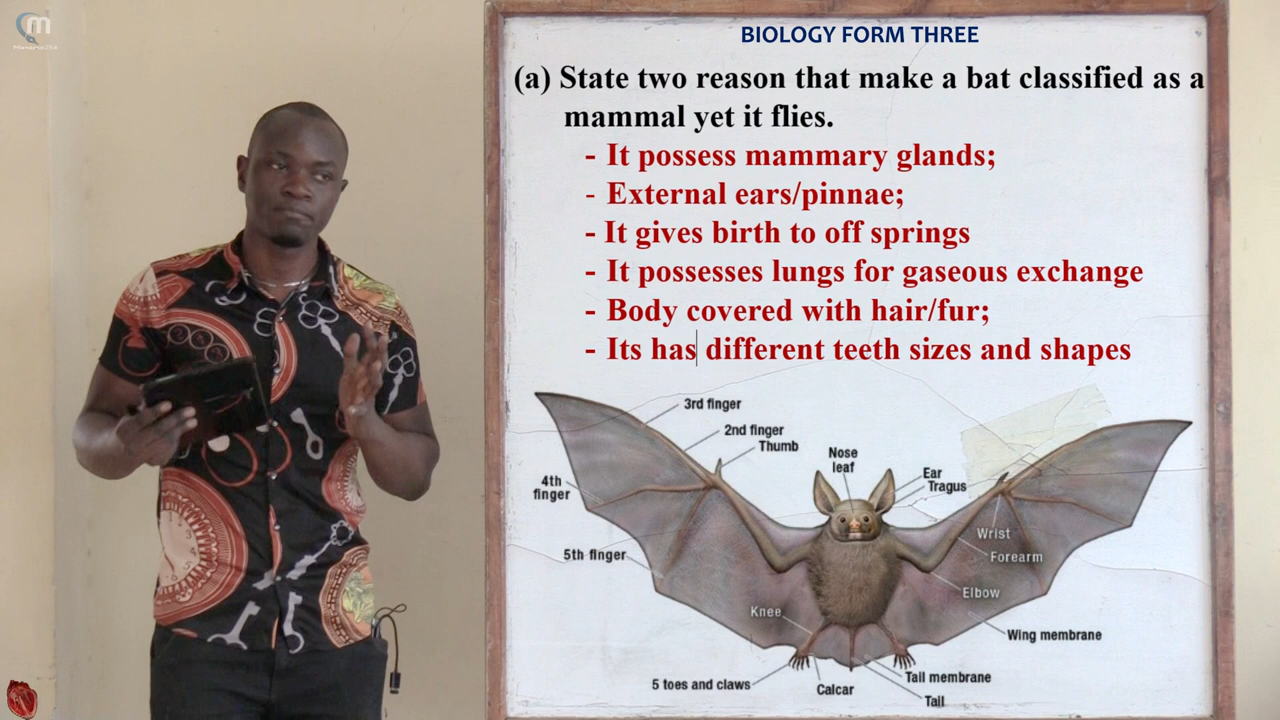 m
BIOLOGY FORM THREE
(a) State two reason that make a bat classified as a
mammal yet it flies.
- It possess mammary glands;
- External ears/pinnae;
- It gives birth to off springs
- It possesses lungs for gaseous exchange
- Body covered with hair/fur;
- Its has different teeth sizes and shapes
3rd finger
2nd finger
Thumb
Nose
leaf
Ear
Tragus
4th
finger
Wrist
5th finger
Forearm
Elbow
Knee
Wing membrane
5 toes and claws
Calcar
Tail membrane
Tail